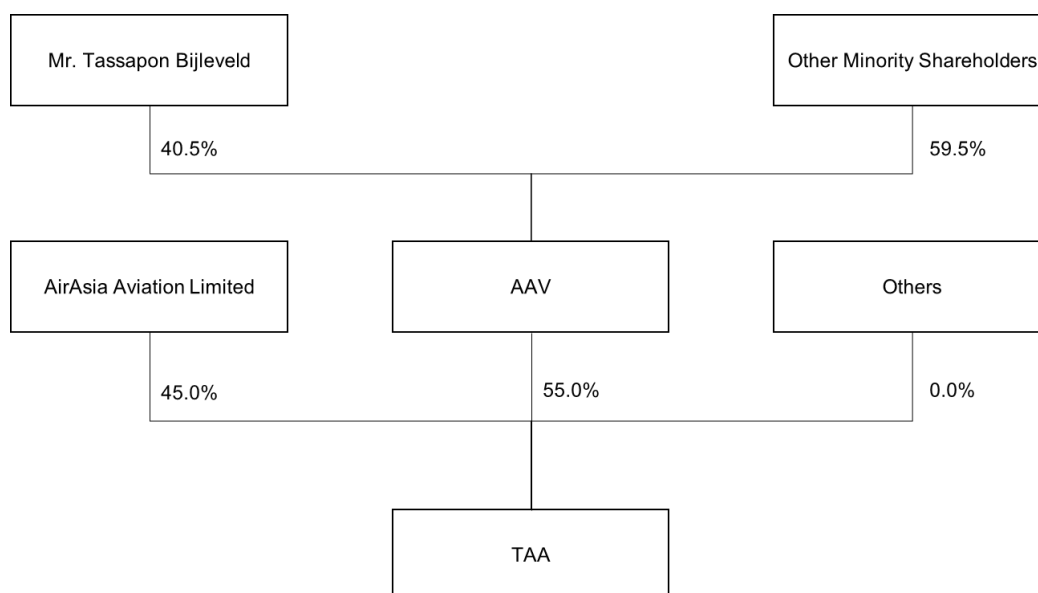 Mr. Tassapon Bijleveld
Other Minority Shareholders
40.5%
59.5%
AirAsia Aviation Limited
AAV
Others
45.0%
55.0%
0.0%
TAA